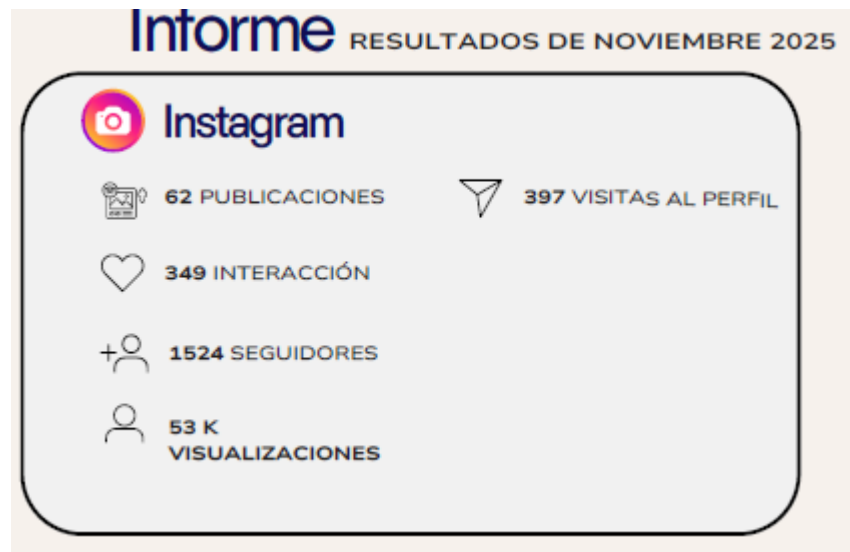 Informe RESULTADOS DE NOVIEMBRE 2025
Instagram
62 PUBLICACIONES
397 VISITAS AL PERFIL
349 INTERACCIÓN
1524 SEGUIDORES
53 K
VISUALIZACIONES